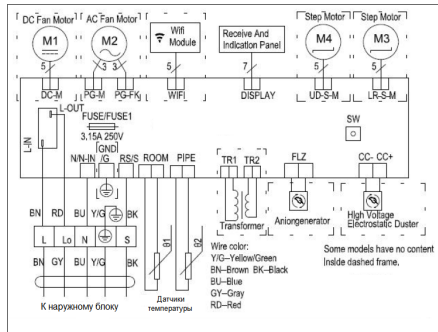 DC Fan Motor
AC Fan Motor
Step Motor
Step Motor
M1
M2
Wifi
Module
Receive And
Indication Panel
M4
M3
5
3
3
5
7
5
5
DC-M
PG-M
PG-FK
WIFI
DISPLAY
UD-S-M
LR-S-M
L-OUT
L-IN
FUSE/FUSE1
3.15A 250V
SW
GND
N/N-IN
/G
RS/S
ROOM
PIPE
TR1
TR2
FLZ
CC- CC+
BN
RD
BU
Y/G
BK
L
Lo
N
S
BN
GY
BU
Y/G
BK
θ1
θ2
Transformer
Aniongenerator
High Voltage
Electrostatic Duster
Wire color:
Y/G–Yellow/Green
BN–Brown BK–Black
BU–Blue
GY–Gray
RD–Red
Some models have no content
Inside dashed frame.
К наружному блоку
Датчики
температуры